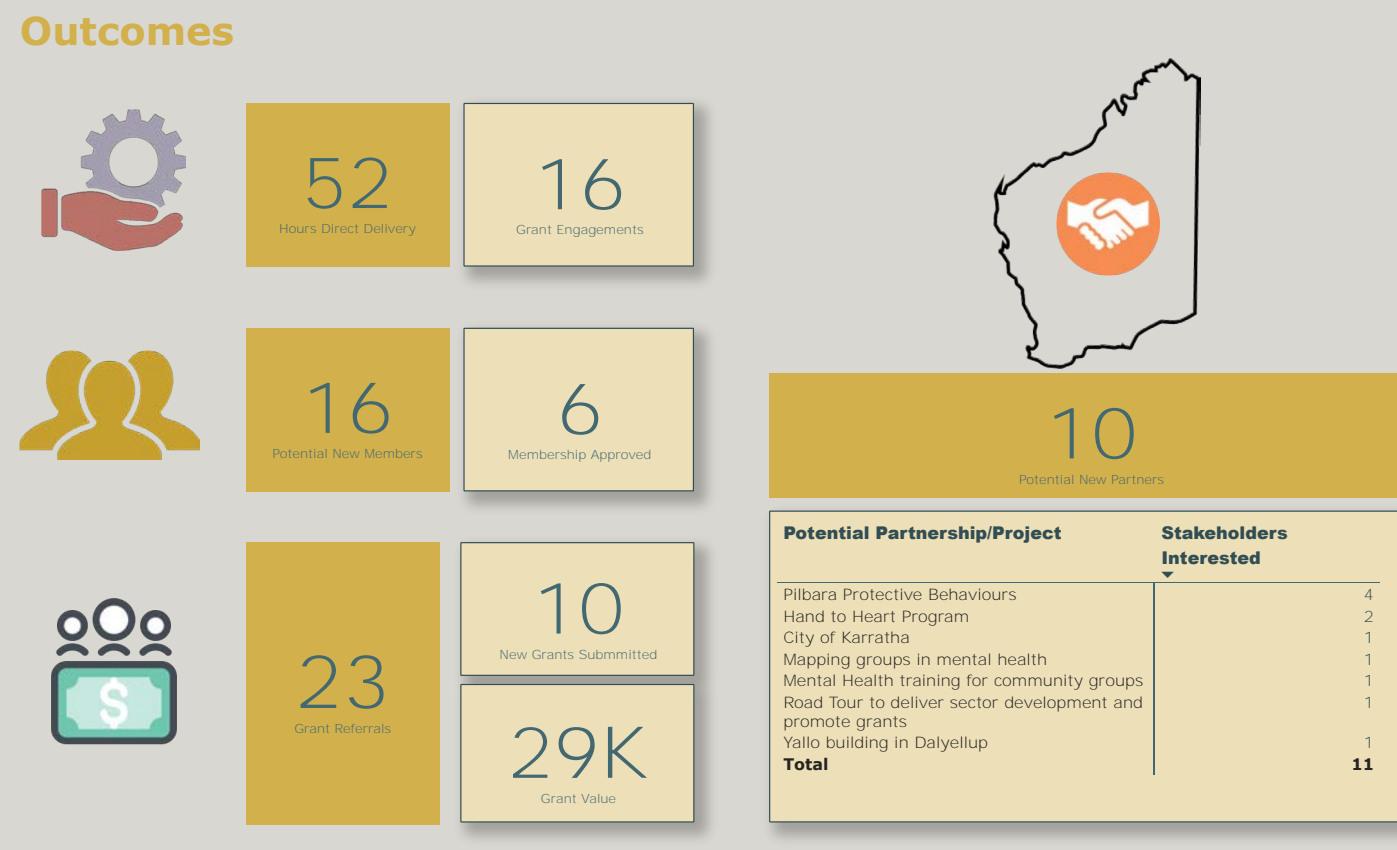 Outcomes
52
Hours Direct Delivery
16
Grant Engagements
16
Potential New Members
6
Membership Approved
23
Grant Referrals
10
New Grants Submmitted
29K
Grant Value
$
10
Potential New Partners
Potential Partnership/Project Stakeholders
Interested
Pilbara Protective Behaviours 4
Hand to Heart Program 2
City of Karratha 1
Mapping groups in mental health 1
Mental Health training for community groups 1
Road Tour to deliver sector development and 1
promote grants
Yallo building in Dalyellup 1
Total 11